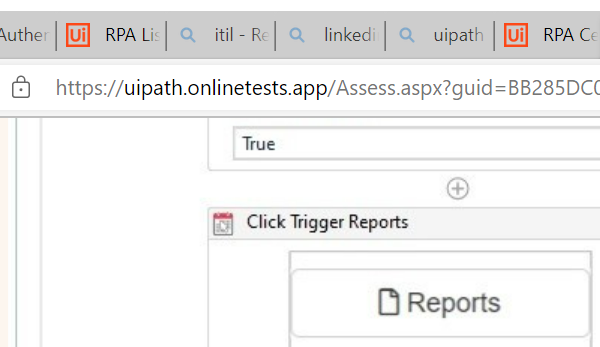 Auther Ui RPA Lis itil - Re linkedi uipath Ui RPA Ce
https://uipath.onlinetests.app/Assess.aspx?guid=BB285DC0
True
Click Trigger Reports
Reports